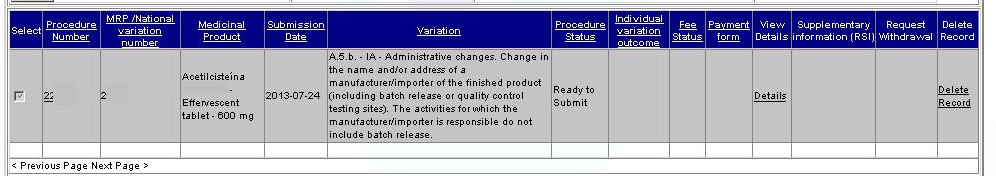 Select
Procedure
Number
MRP /National
variation
number
Medicinal
Product
Submission
Date
Variation
Procedure
Status
Individual
variation
outcome
Fee
Status
Payment
form
View
Details
Supplementary
information (RSI)
Request
Withdrawal
Delete
Record
22
2
Acetilcisteína
-
Effervescent
tablet - 600 mg
2013-07-24
A.5.b. - IA - Administrative changes. Change in
the name and/or address of a
manufacturer/importer of the finished product
(including batch release or quality control
testing sites). The activities for which the
manufacturer/importer is responsible do not
include batch release.
Ready to
Submit
Details
Delete
Record
< Previous Page Next Page >